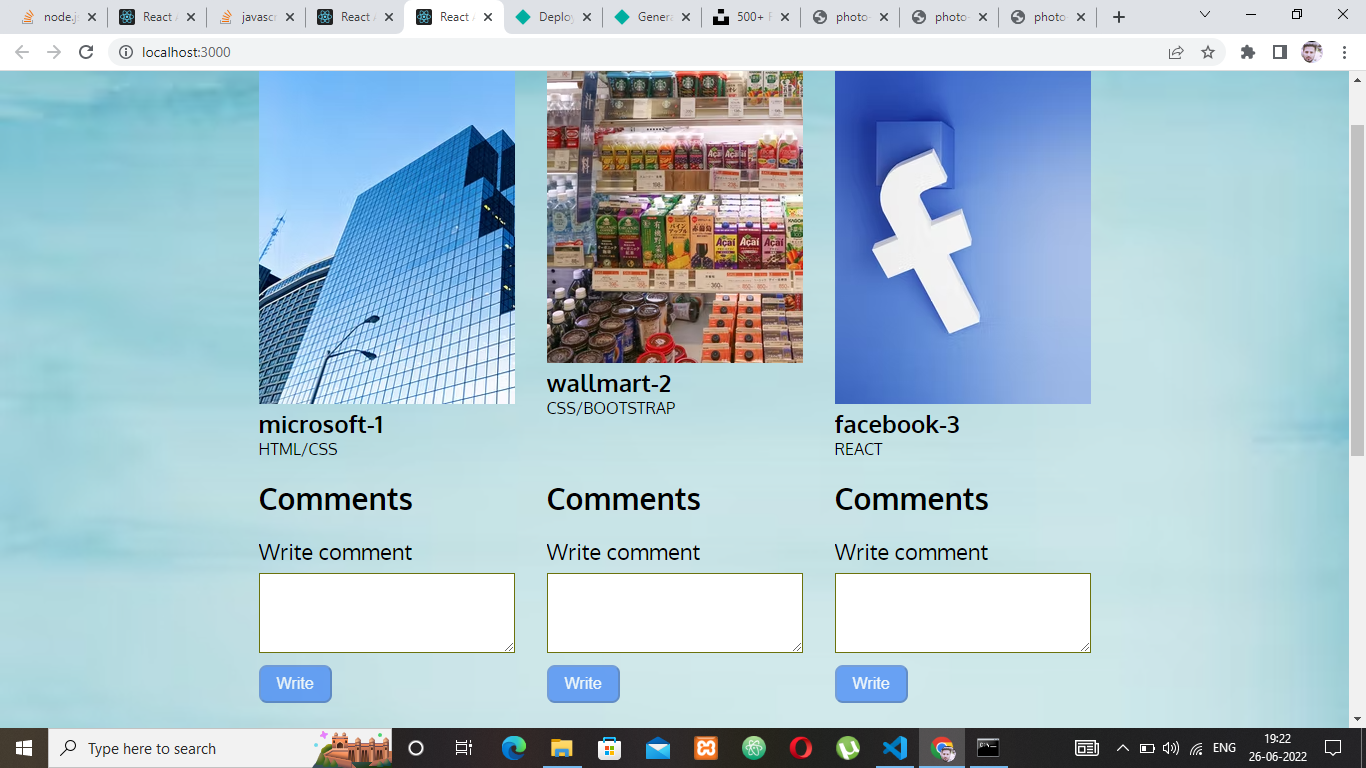 node.js
React
javascr
React
React
Deploy
Genera
500+
photo-
photo-
photo-
localhost:3000
microsoft-1
HTML/CSS
Comments
Write comment
Write
wallmart-2
CSS/BOOTSTRAP
Comments
Write comment
Write
facebook-3
REACT
Comments
Write comment
Write
Type here to search
ENG
19:22
26-06-2022